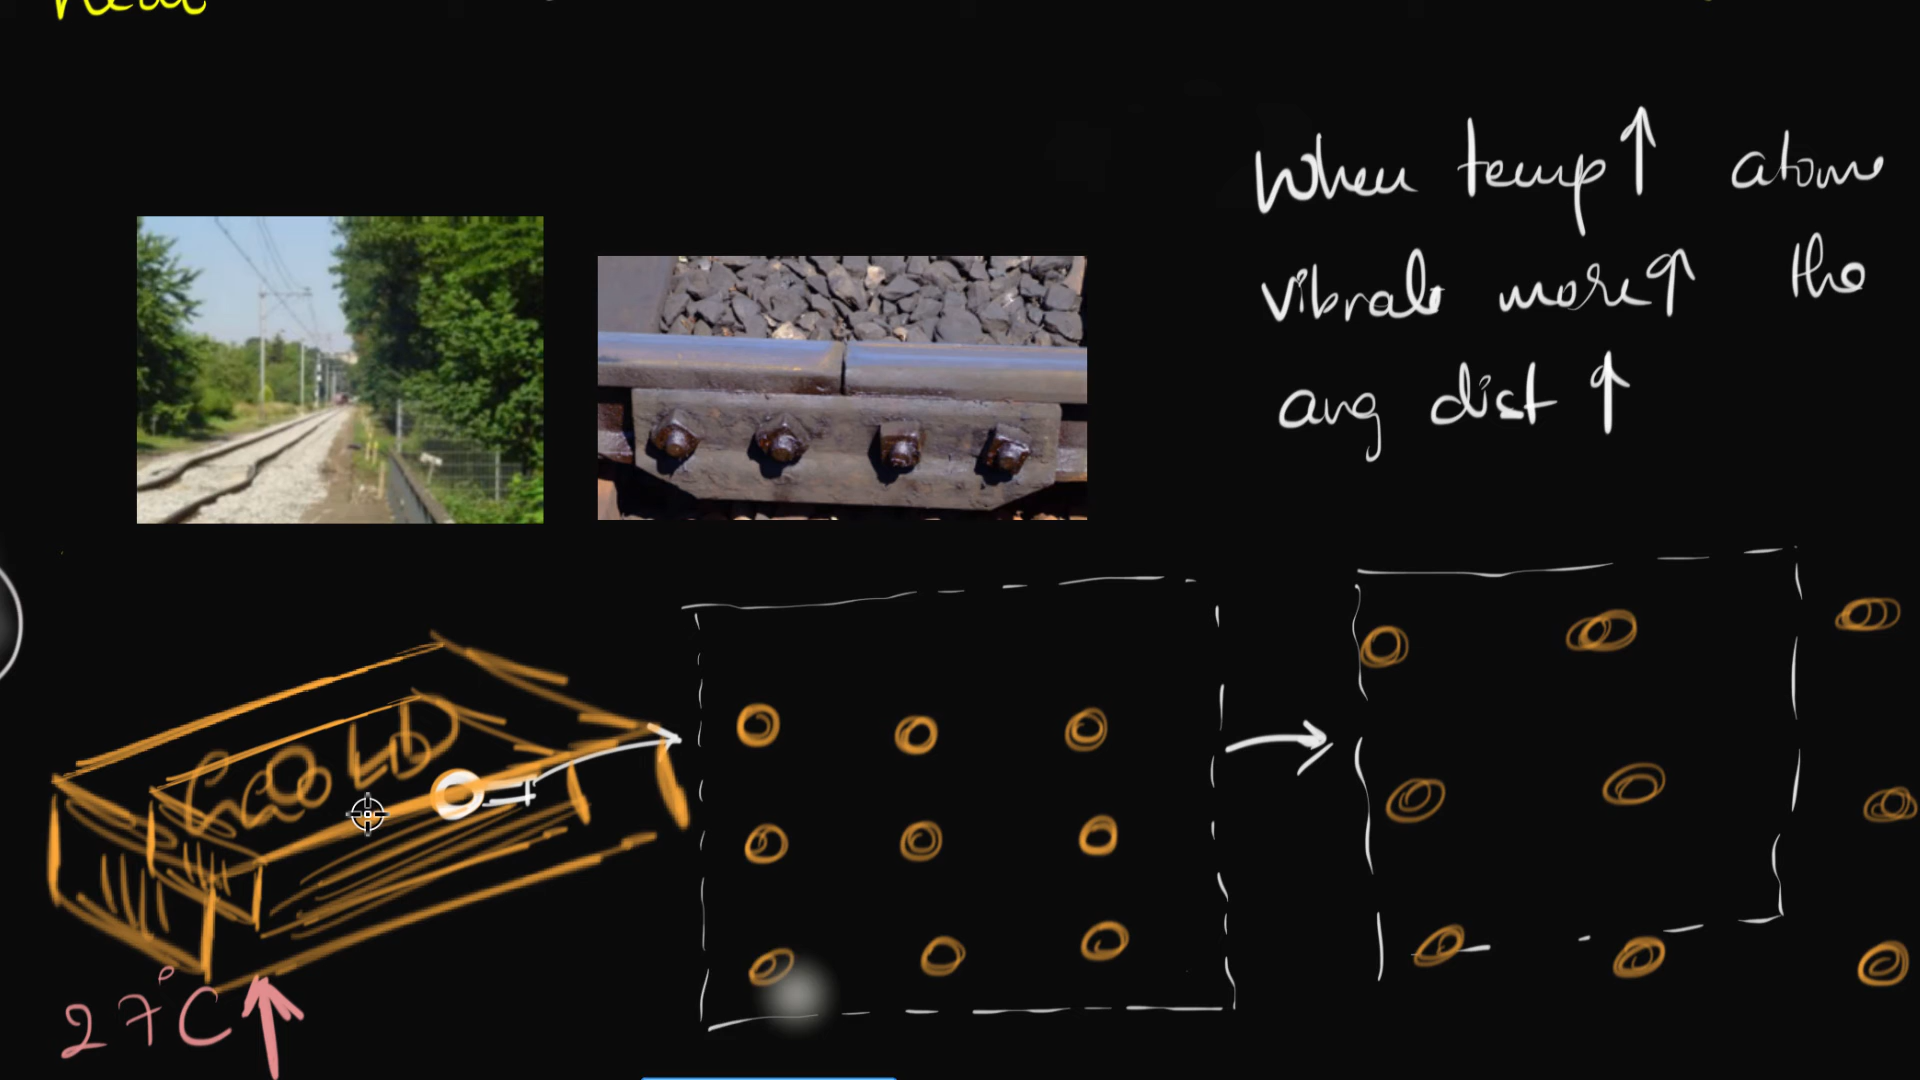 When temp↑ atoms
vibrate more↑ the
avg dist ↑
GOLD
27°C ↑